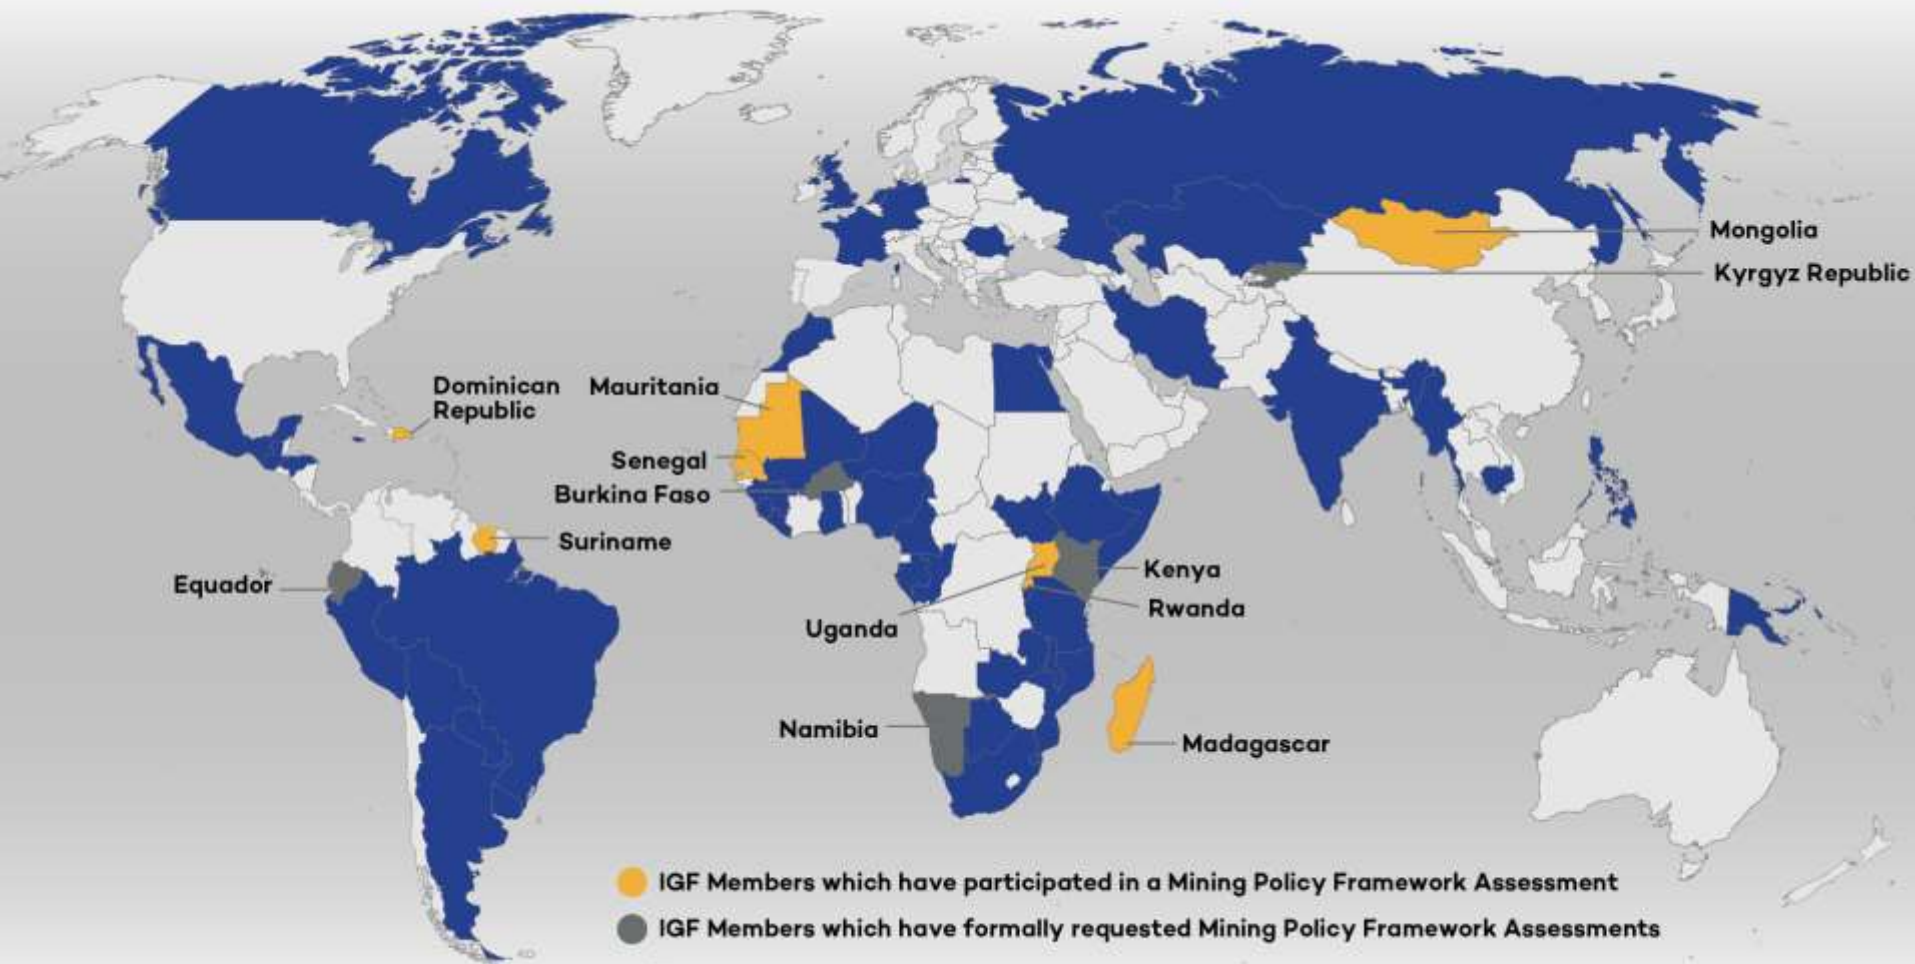 Mongolia
Kyrgyz Republic
Dominican
Republic
Mauritania
Senegal
Burkina Faso
Suriname
Equador
Kenya
Rwanda
Uganda
Namibia
Madagascar
IGF Members which have participated in a Mining Policy Framework Assessment
IGF Members which have formally requested Mining Policy Framework Assessments